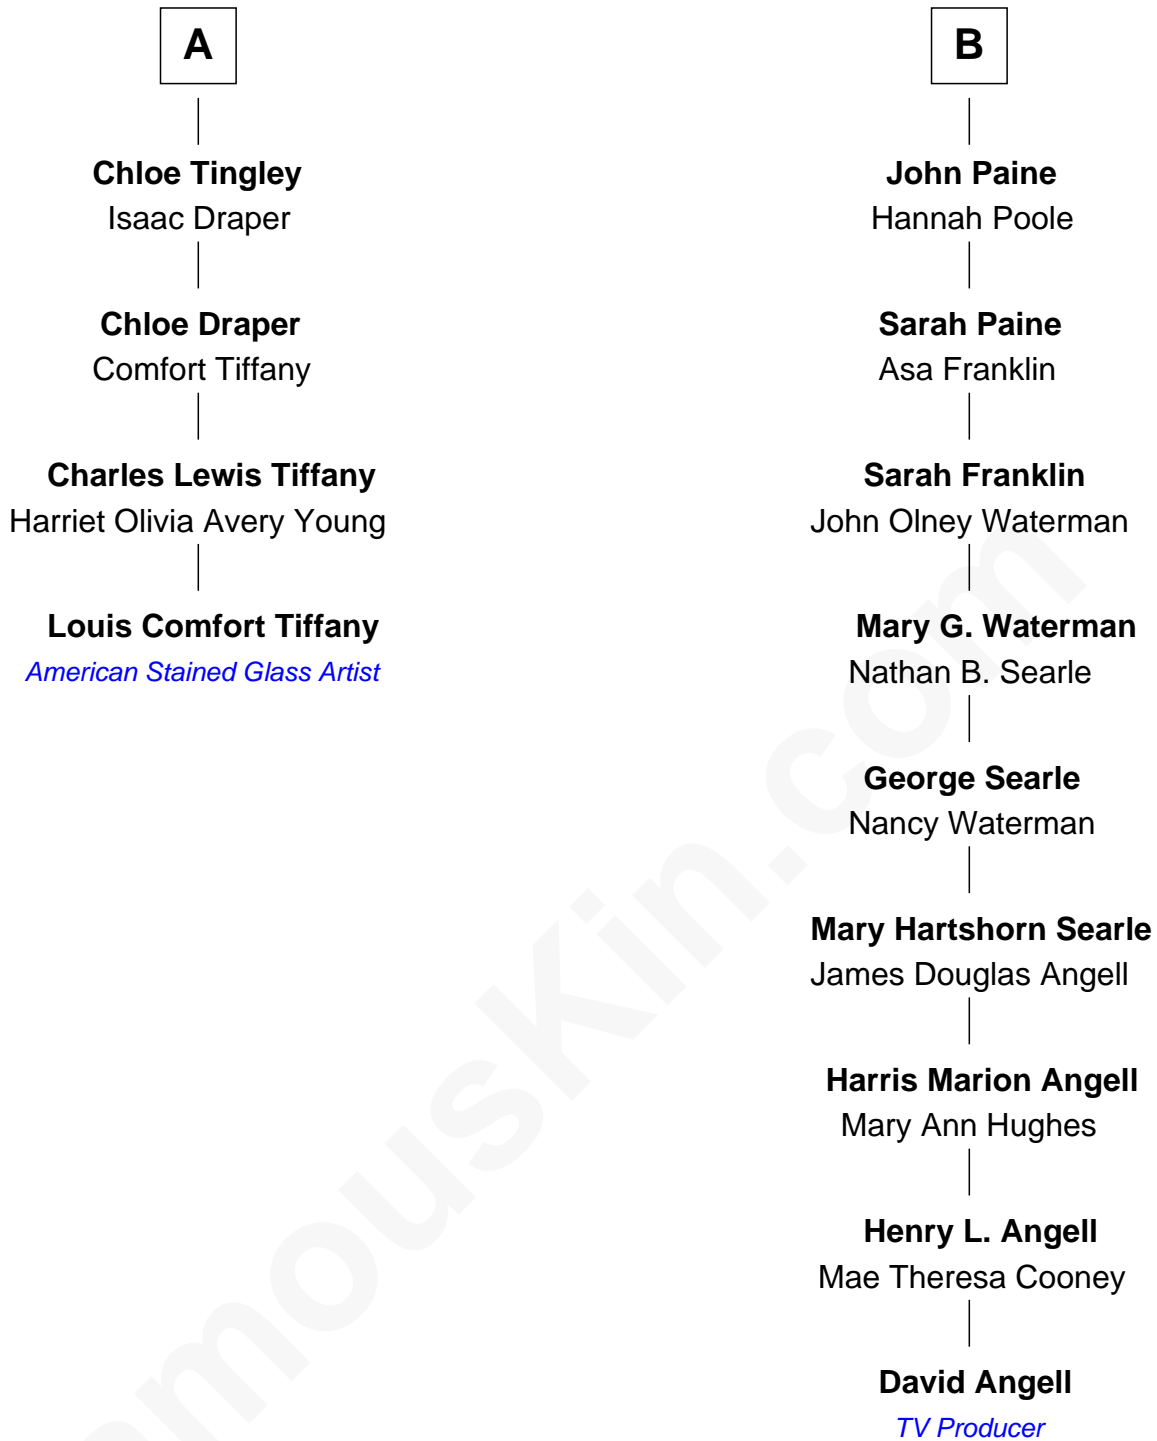 A
Chloe Tingley
Isaac Draper
Chloe Draper
Comfort Tiffany
Charles Lewis Tiffany
Harriet Olivia Avery Young
Louis Comfort Tiffany
American Stained Glass Artist
B
John Paine
Hannah Poole
Sarah Paine
Asa Franklin
Sarah Franklin
John Olney Waterman
Mary G. Waterman
Nathan B. Searle
George Searle
Nancy Waterman
Mary Hartshorn Searle
James Douglas Angell
Harris Marion Angell
Mary Ann Hughes
Henry L. Angell
Mae Theresa Cooney
David Angell
TV Producer
amouskin.com